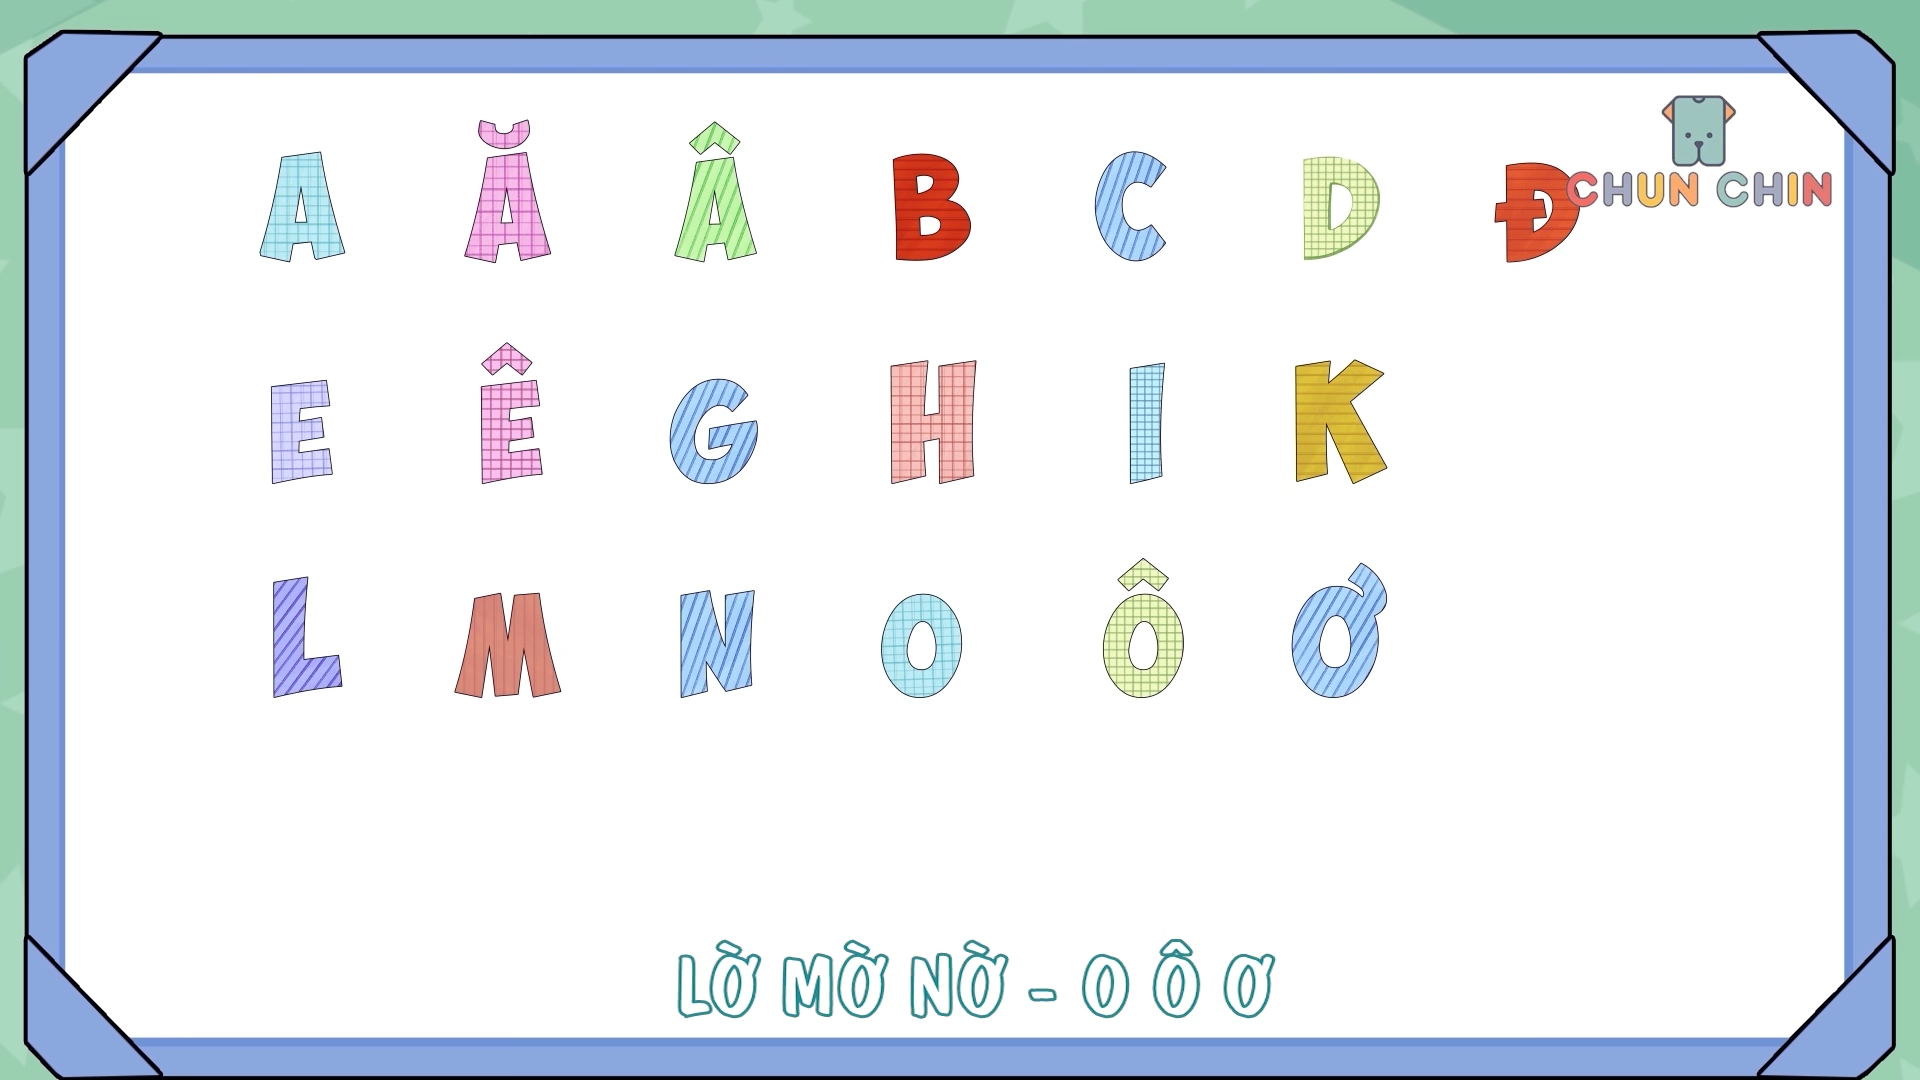 A Ă Â B C D Đ
CHUN CHIN
E Ê G H I K
L M N O Ô Ơ
LỜ MỜ NỜ - O Ô Ơ